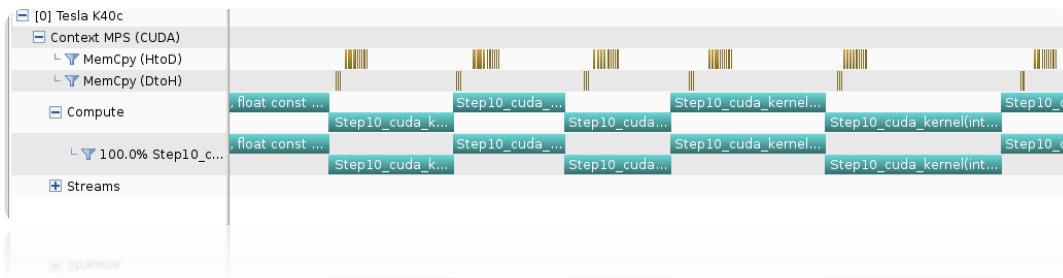 [0] Tesla K40c
Context MPS (CUDA)
MemCpy (HtoD)
MemCpy (DtoH)
Compute
, float const ... Step10_cuda_... Step10_cuda_kernel... Step10_c
Step10_cuda_k... Step10_cuda... Step10_cuda_kernel(int...
100.0% Step10_c...
, float const ... Step10_cuda_... Step10_cuda_kernel... Step10_c
Step10_cuda_k... Step10_cuda... Step10_cuda_kernel(int...
Streams